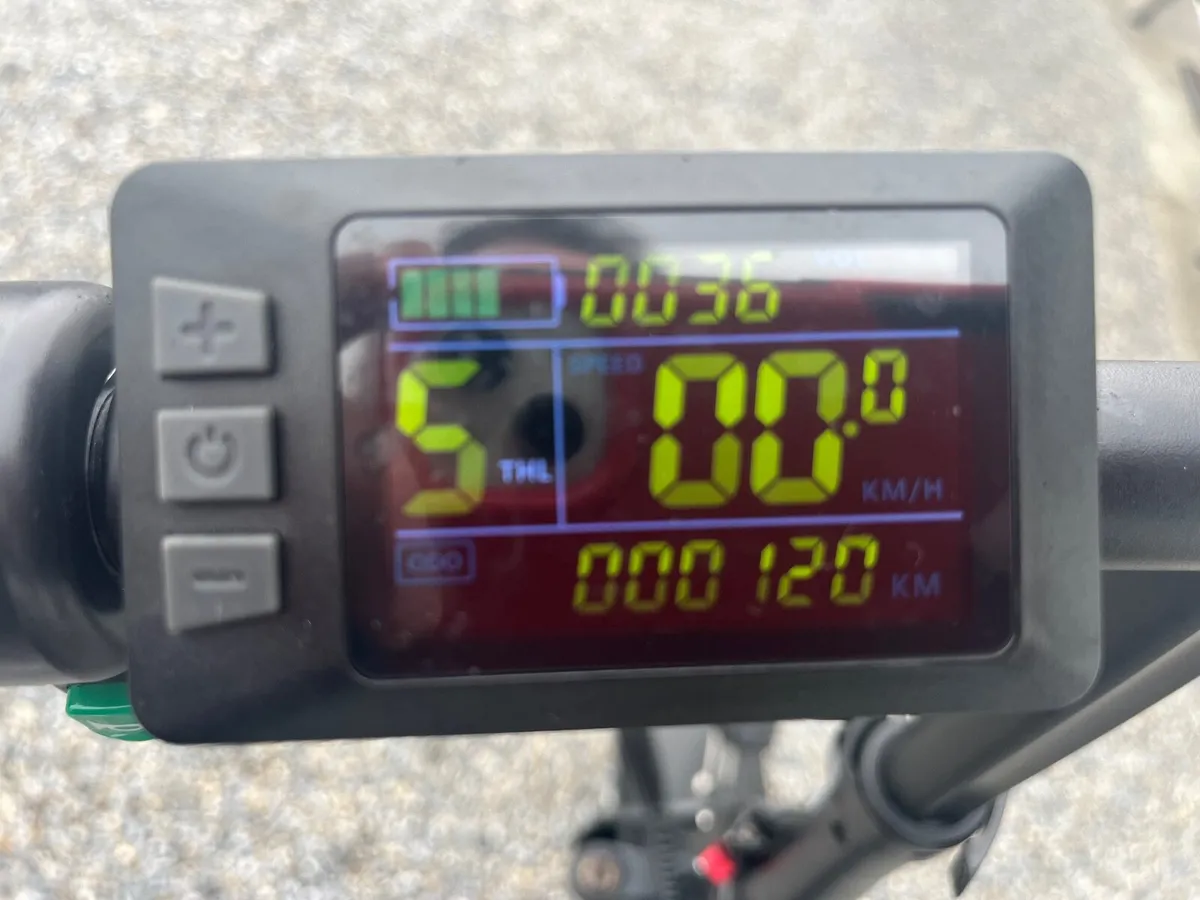 0036
5 THL SPEED 00.0 KM/H
ODO 000120 KM